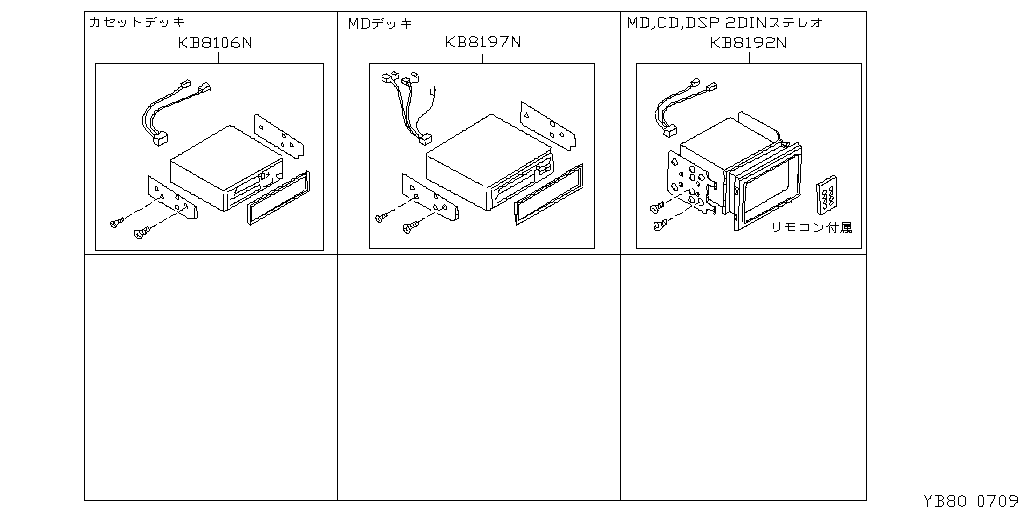 カセットデッキ
KB8106N
MDデッキ
KB8197N
MD,CD,DSP 2DINステレオ
KB8192N
リモコン付属
YB80 0709